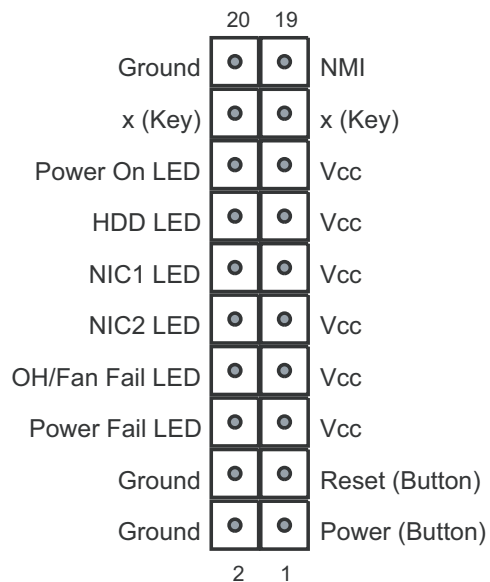 20 19
Ground NMI
x (Key) x (Key)
Power On LED Vcc
HDD LED Vcc
NIC1 LED Vcc
NIC2 LED Vcc
OH/Fan Fail LED Vcc
Power Fail LED Vcc
Ground Reset (Button)
Ground Power (Button)
2 1